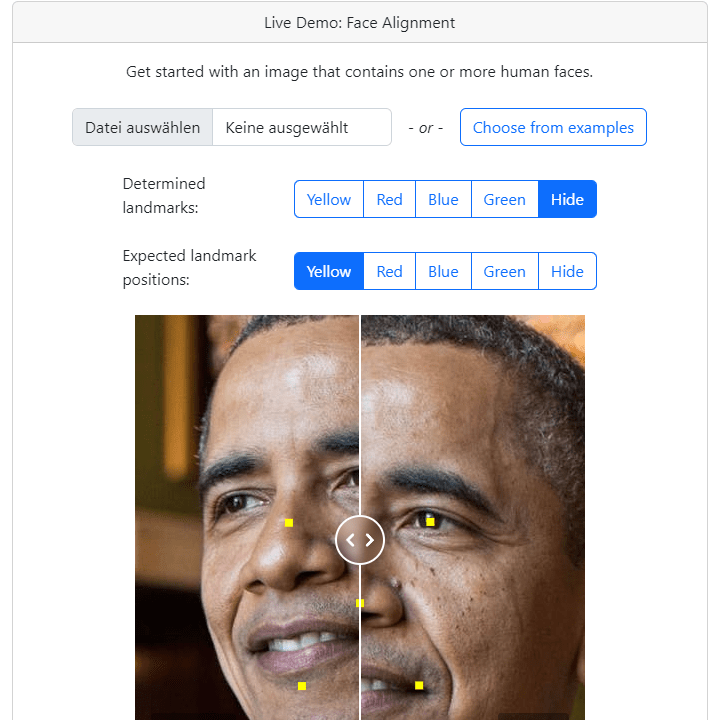 Live Demo: Face Alignment
Get started with an image that contains one or more human faces.
Datei auswählen Keine ausgewählt - or - Choose from examples
Determined
landmarks:
Yellow Red Blue Green Hide
Expected landmark
positions:
Yellow Red Blue Green Hide